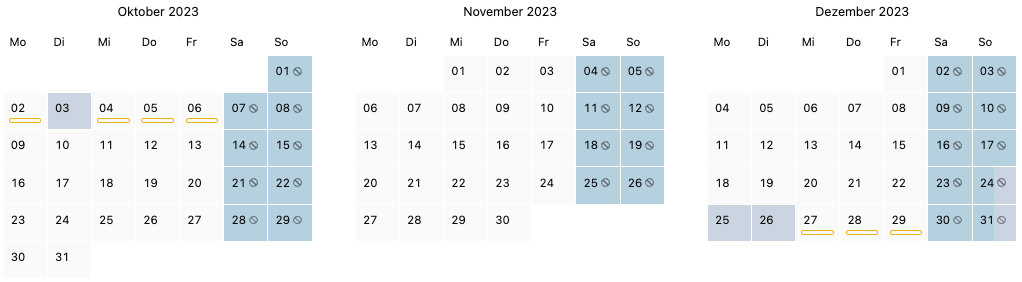 Oktober 2023
Mo Di Mi Do Fr Sa So
01
02 03 04 05 06 07 08
09 10 11 12 13 14 15
16 17 18 19 20 21 22
23 24 25 26 27 28 29
30 31
November 2023
Mo Di Mi Do Fr Sa So
01 02 03 04 05
06 07 08 09 10 11 12
13 14 15 16 17 18 19
20 21 22 23 24 25 26
27 28 29 30
Dezember 2023
Mo Di Mi Do Fr Sa So
01 02 03
04 05 06 07 08 09 10
11 12 13 14 15 16 17
18 19 20 21 22 23 24
25 26 27 28 29 30 31